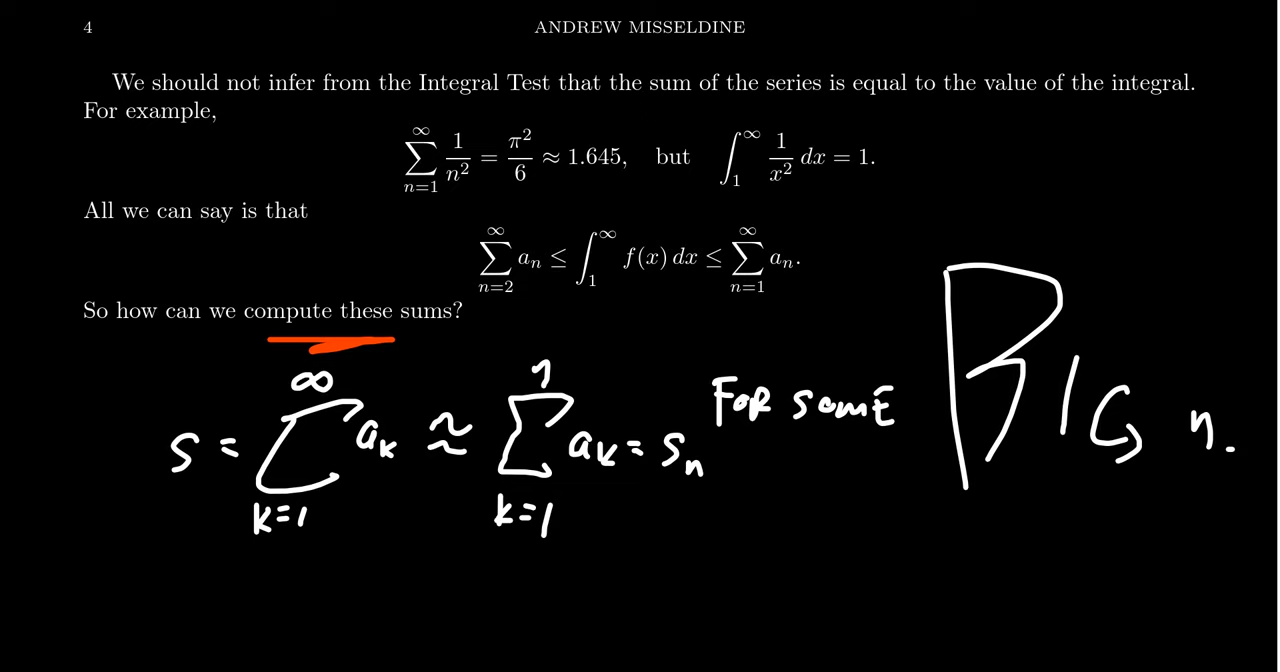 4 ANDREW MISSELDINE
We should not infer from the Integral Test that the sum of the series is equal to the value of the integral.
For example,
∑_{n=1}^{∞} 1/n² = π²/6 ≈ 1.645, but ∫_1^∞ 1/x² dx = 1.
All we can say is that
∑_{n=2}^{∞} aₙ ≤ ∫_1^∞ f(x) dx ≤ ∑_{n=1}^{∞} aₙ.
So how can we compute these sums?
S = ∑_{k=1}^{∞} a_k ≈ ∑_{k=1}^{n} a_k = Sₙ FOR SOME BIG n.